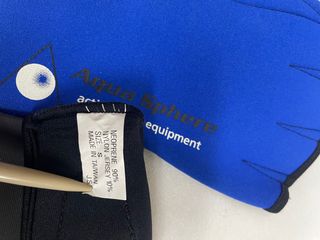 Aqua Sphere
equipment
NEOPRENE 90%
NYLON JERSEY 10%
SIZE: S
MADE IN TAIWAN